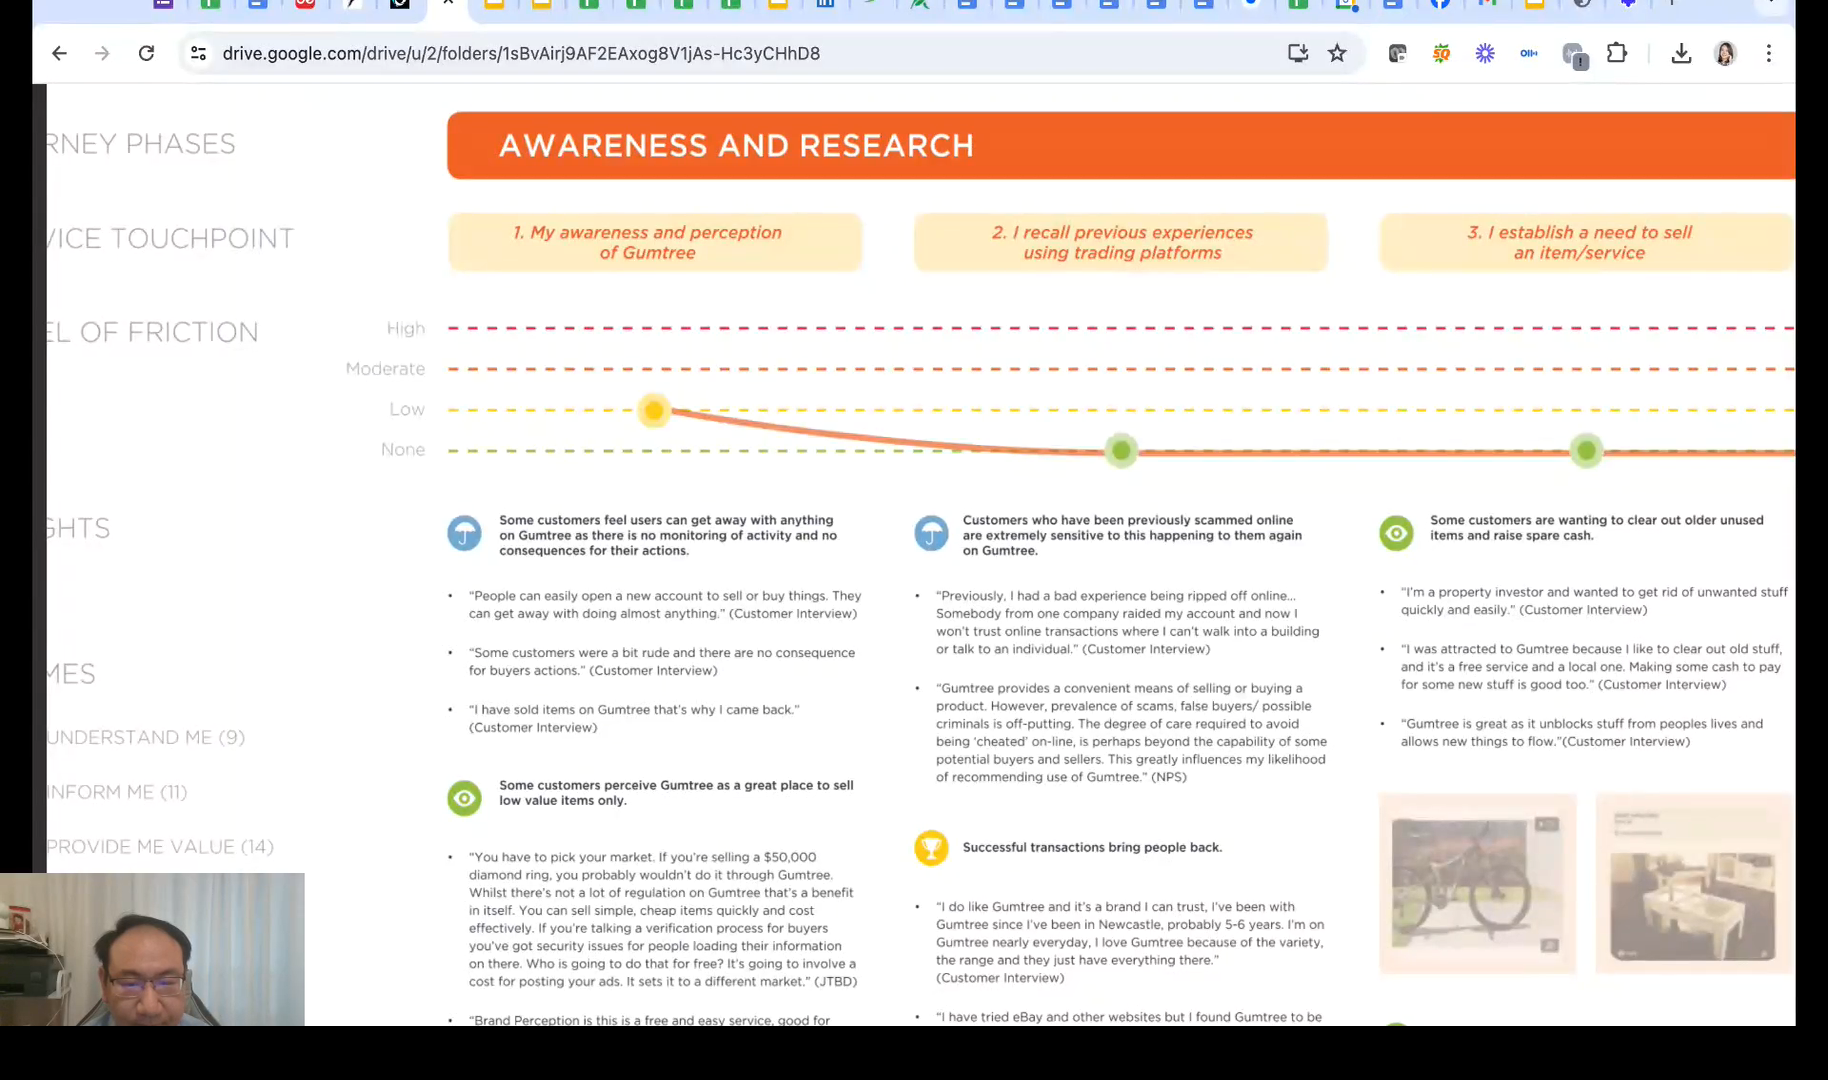 drive.google.com/drive/u/2/folders/1sBvAirj9AF2EAxog8V1jAs-Hc3yCHhD8
RNEY PHASES
AWARENESS AND RESEARCH
VICE TOUCHPOINT
1. My awareness and perception
of Gumtree
2. I recall previous experiences
using trading platforms
3. I establish a need to sell
an item/service
EL OF FRICTION
High
Moderate
Low
None
GHTS
MES
UNDERSTAND ME (9)
INFORM ME (11)
PROVIDE ME VALUE (14)
Some customers feel users can get away with anything
on Gumtree as there is no monitoring of activity and no
consequences for their actions.
• “People can easily open a new account to sell or buy things. They
can get away with doing almost anything.” (Customer Interview)
• “Some customers were a bit rude and there are no consequence
for buyers actions.” (Customer Interview)
• “I have sold items on Gumtree that’s why I came back.”
(Customer Interview)
Some customers perceive Gumtree as a great place to sell
low value items only.
• “You have to pick your market. If you’re selling a $50,000
diamond ring, you probably wouldn’t do it through Gumtree.
Whilst there’s not a lot of regulation on Gumtree that’s a benefit
in itself. You can sell simple, cheap items quickly and cost
effectively. If you’re talking a verification process for buyers
you’ve got security issues for people loading their information
on there. Who is going to do that for free? It’s going to involve a
cost for posting your ads. It sets it to a different market.” (JTBD)
• “Brand Perception is this is a free and easy service, good for
Customers who have been previously scammed online
are extremely sensitive to this happening to them again
on Gumtree.
• “Previously, I had a bad experience being ripped off online...
Somebody from one company raided my account and now I
won’t trust online transactions where I can’t walk into a building
or talk to an individual.” (Customer Interview)
• “Gumtree provides a convenient means of selling or buying a
product. However, prevalence of scams, false buyers/ possible
criminals is off-putting. The degree of care required to avoid
being ‘cheated’ on-line, is perhaps beyond the capability of some
potential buyers and sellers. This greatly influences my likelihood
of recommending use of Gumtree.” (NPS)
Successful transactions bring people back.
• “I do like Gumtree and it’s a brand I can trust, I’ve been with
Gumtree since I’ve been in Newcastle, probably 5-6 years. I’m on
Gumtree nearly everyday, I love Gumtree because of the variety,
the range and they just have everything there.”
(Customer Interview)
• “I have tried eBay and other websites but I found Gumtree to be
Some customers are wanting to clear out older unused
items and raise spare cash.
• “I’m a property investor and wanted to get rid of unwanted stuff
quickly and easily.” (Customer Interview)
• “I was attracted to Gumtree because I like to clear out old stuff,
and it’s a free service and a local one. Making some cash to pay
for some new stuff is good too.” (Customer Interview)
• “Gumtree is great as it unblocks stuff from peoples lives and
allows new things to flow.”(Customer Interview)